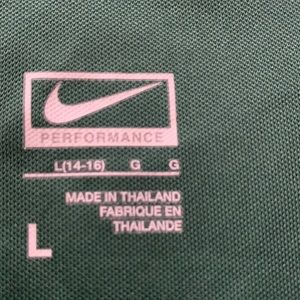 PERFORMANCE
L(14-16) G G
MADE IN THAILAND
FABRIQUE EN
THAILANDE
L